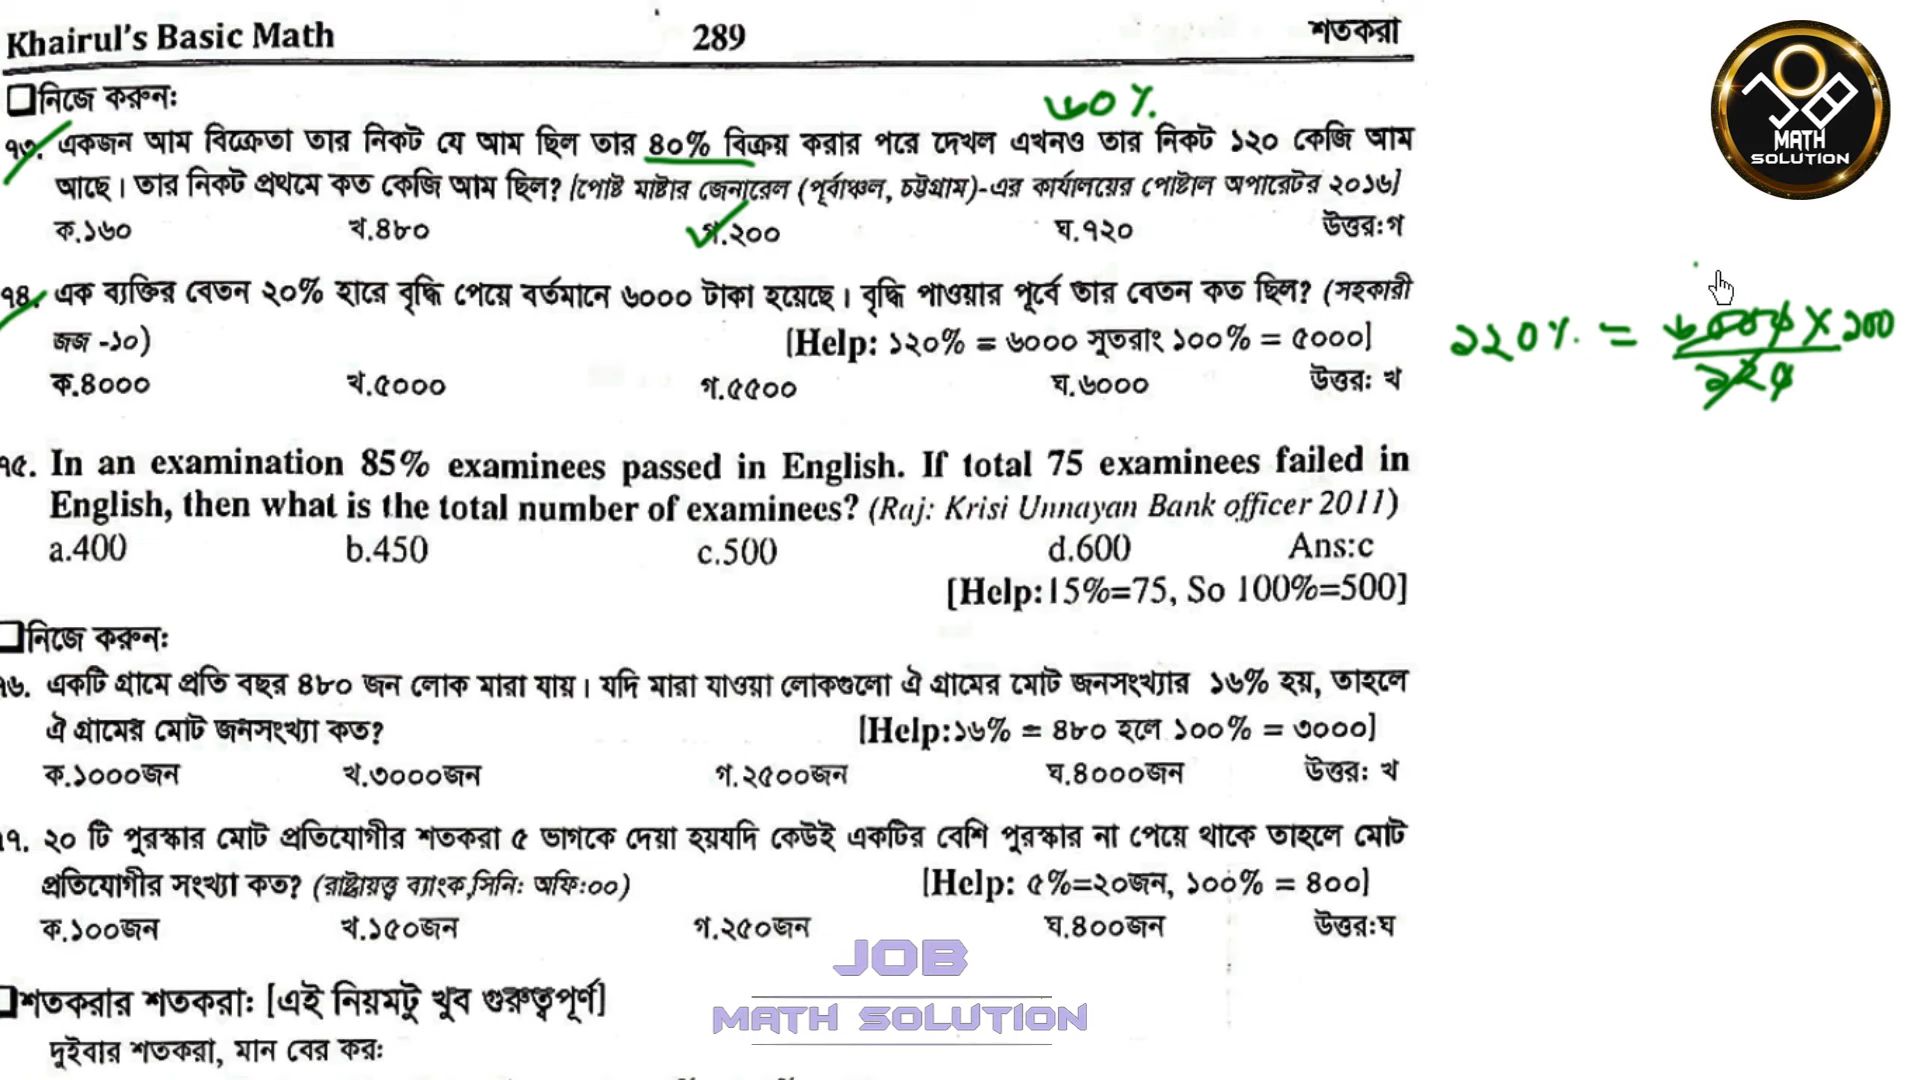 Khairul's Basic Math 289 শতকরা
নিজে করুন:
৬০%
৭৩. একজন আম বিক্রেতা তার নিকট যে আম ছিল তার ৪০% বিক্রয় করার পরে দেখল এখনও তার নিকট ১২০ কেজি আম
আছে। তার নিকট প্রথমে কত কেজি আম ছিল? [পোষ্ট মাষ্টার জেনারেল (পূর্বাঞ্চল, চট্টগ্রাম)-এর কার্যালয়ের পোষ্টাল অপারেটর ২০১৬]
ক.১৬০ খ.৪৮০ গ.২০০ ঘ.৭২০ উত্তর:গ
৭৪. এক ব্যক্তির বেতন ২০% হারে বৃদ্ধি পেয়ে বর্তমানে ৬০০০ টাকা হয়েছে। বৃদ্ধি পাওয়ার পূর্বে তার বেতন কত ছিল? (সহকারী
জজ -১০) [Help: ১২০% = ৬০০০ সুতরাং ১০০% = ৫০০০]
ক.৪০০০ খ.৫০০০ গ.৫৫০০ ঘ.৬০০০ উত্তর: খ
১২০% = ৬০০০ × ১০০
১২০
৭৫. In an examination 85% examinees passed in English. If total 75 examinees failed in
English, then what is the total number of examinees? (Raj: Krisi Unnayan Bank officer 2011)
a.400 b.450 c.500 d.600 Ans:c
[Help:15%=75, So 100%=500]
নিজে করুন:
৭৬. একটি গ্রামে প্রতি বছর ৪৮০ জন লোক মারা যায়। যদি মারা যাওয়া লোকগুলো ঐ গ্রামের মোট জনসংখ্যার ১৬% হয়, তাহলে
ঐ গ্রামের মোট জনসংখ্যা কত? [Help:১৬% = ৪৮০ হলে ১০০% = ৩০০০]
ক.১০০০জন খ.৩০০০জন গ.২৫০০জন ঘ.৪০০০জন উত্তর: খ
৭৭. ২০ টি পুরস্কার মোট প্রতিযোগীর শতকরা ৫ ভাগকে দেয়া হয়যদি কেউই একটির বেশি পুরস্কার না পেয়ে থাকে তাহলে মোট
প্রতিযোগীর সংখ্যা কত? (রাষ্ট্রায়ত্ত্ব ব্যাংক,সিনি: অফি:০০) [Help: ৫%=২০জন, ১০০% = ৪০০]
ক.১০০জন খ.১৫০জন গ.২৫০জন ঘ.৪০০জন উত্তর:ঘ
শতকরার শতকরা: [এই নিয়মটু খুব গুরুত্বপূর্ণ]
দুইবার শতকরা, মান বের কর:
JOB
MATH SOLUTION
MATH
SOLUTION